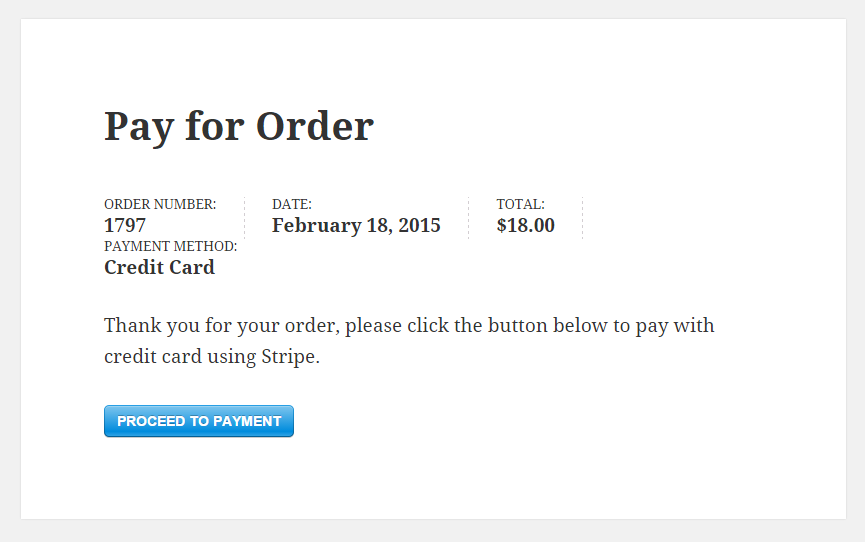 Pay for Order
ORDER NUMBER:
1797
DATE:
February 18, 2015
TOTAL:
$18.00
PAYMENT METHOD:
Credit Card
Thank you for your order, please click the button below to pay with
credit card using Stripe.
PROCEED TO PAYMENT